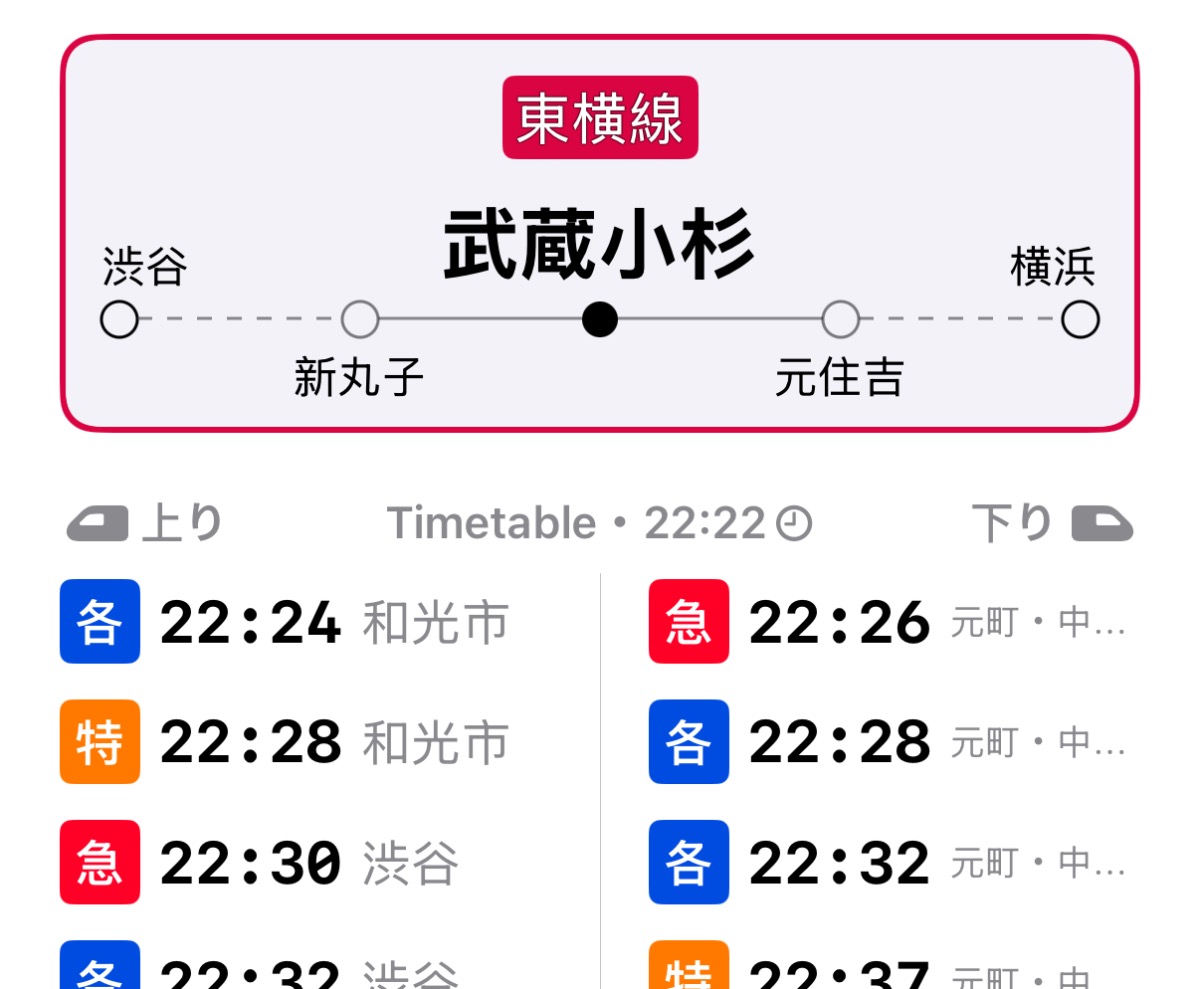 東横線
武蔵小杉
渋谷
横浜
新丸子
元住吉
上り
Timetable・22:22
下り
各 22:24 和光市
急 22:26 元町・中…
特 22:28 和光市
各 22:28 元町・中…
急 22:30 渋谷
各 22:32 元町・中…
各 22:32 渋谷
特 22:37 元町・中…